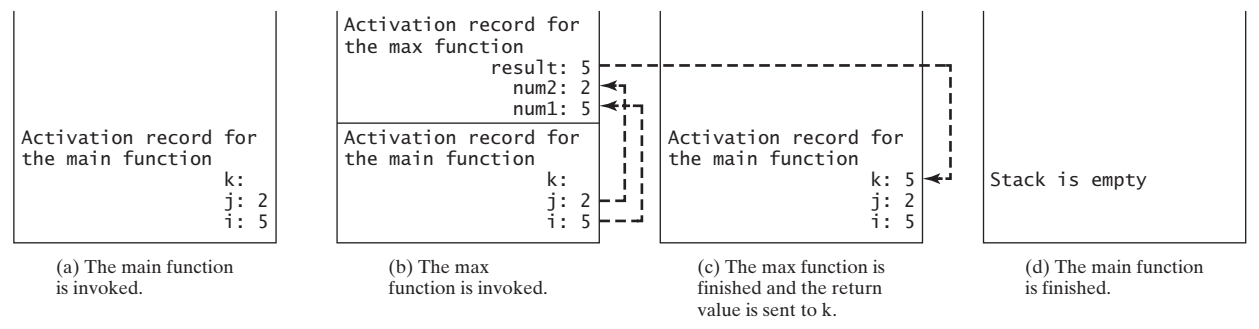 Activation record for
the main function
k:
j: 2
i: 5
(a) The main function
is invoked.
Activation record for
the max function
result: 5
num2: 2
num1: 5
Activation record for
the main function
k:
j: 2
i: 5
(b) The max
function is invoked.
Activation record for
the main function
k: 5
j: 2
i: 5
(c) The max function is
finished and the return
value is sent to k.
Stack is empty
(d) The main function
is finished.